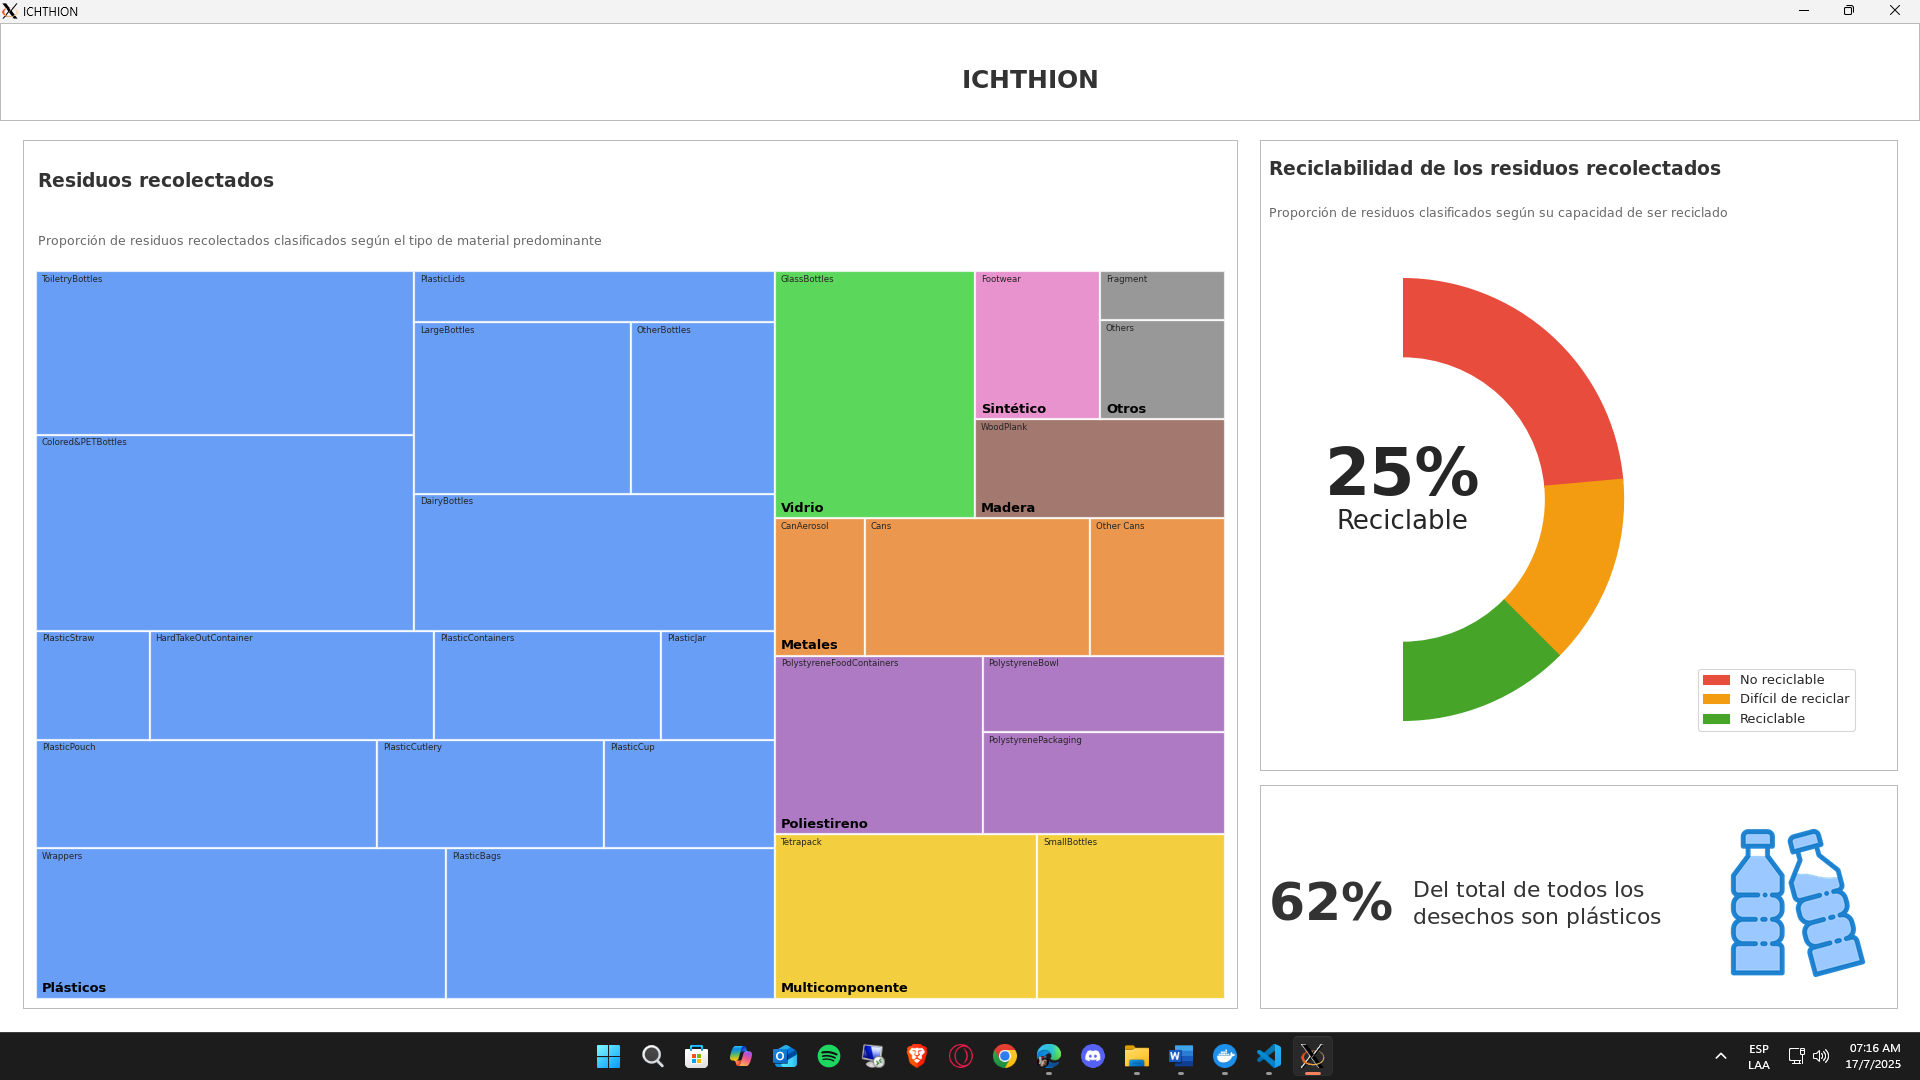 ICHTHION
ICHTHION
Residuos recolectados
Proporción de residuos recolectados clasificados según el tipo de material predominante
ToiletryBottles
PlasticLids
LargeBottles
OtherBottles
Colored&PETBottles
DairyBottles
PlasticStraw
HardTakeOutContainer
PlasticContainers
PlasticJar
PlasticPouch
PlasticCutlery
PlasticCup
Wrappers
PlasticBags
Plásticos
GlassBottles
Vidrio
Footwear
Sintético
Fragment
Others
Otros
WoodPlank
Madera
CanAerosol
Cans
Other Cans
Metales
PolystyreneFoodContainers
PolystyreneBowl
PolystyrenePackaging
Poliestireno
Tetrapack
SmallBottles
Multicomponente
Reciclabilidad de los residuos recolectados
Proporción de residuos clasificados según su capacidad de ser reciclado
25%
Reciclable
No reciclable
Difícil de reciclar
Reciclable
62%
Del total de todos los
desechos son plásticos
ESP
LAA
07:16 AM
17/7/2025